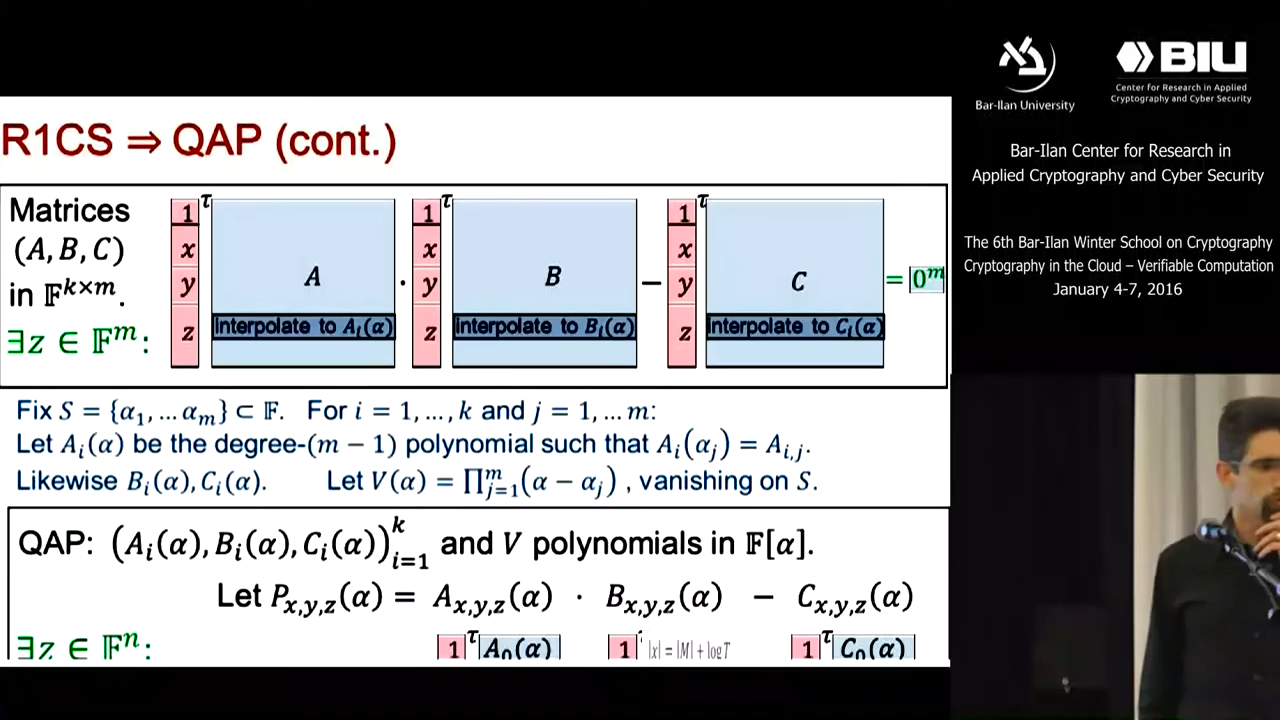 R1CS ⇒ QAP (cont.)
Matrices
(A, B, C)
in 𝔽^{k×m}.
∃z ∈ 𝔽^m:
1 x y z τ A · 1 x y z τ B − 1 x y z τ C = 0^m
Interpolate to A_i(α) Interpolate to B_i(α) Interpolate to C_i(α)
Fix S = {α_1, … α_m} ⊂ 𝔽. For i = 1, …, k and j = 1, … m:
Let A_i(α) be the degree-(m − 1) polynomial such that A_i(α_j) = A_{i,j}.
Likewise B_i(α), C_i(α). Let V(α) = ∏_{j=1}^m (α − α_j) , vanishing on S.
QAP: (A_i(α), B_i(α), C_i(α))_{i=1}^k and V polynomials in 𝔽[α].
Let P_{x,y,z}(α) = A_{x,y,z}(α) · B_{x,y,z}(α) − C_{x,y,z}(α)
∃z ∈ 𝔽^n: 1 τ A_0(α) 1 |x| = |M| + log T 1 τ C_0(α)
Bar-Ilan University
BIU
Center for Research in Applied
Cryptography and Cyber Security
Bar-Ilan Center for Research in
Applied Cryptography and Cyber Security
The 6th Bar-Ilan Winter School on Cryptography
Cryptography in the Cloud – Verifiable Computation
January 4-7, 2016